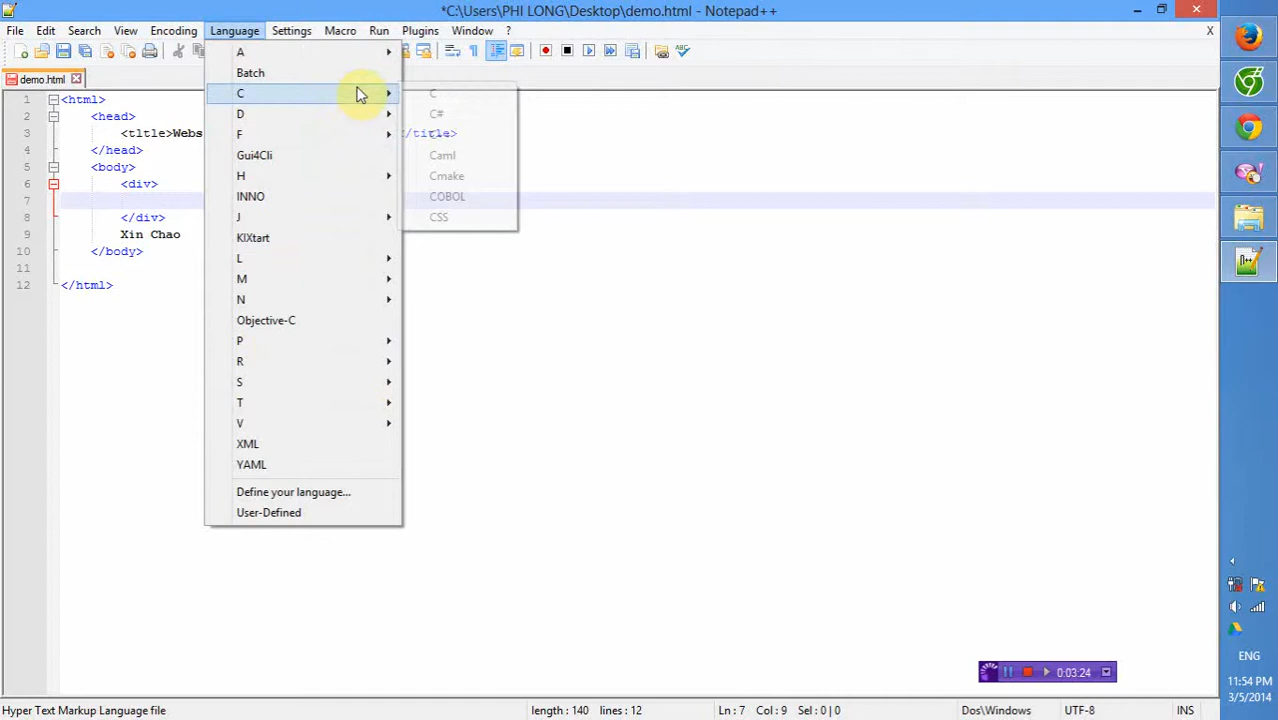 *C:\Users\PHI LONG\Desktop\demo.html - Notepad++
File Edit Search View Encoding Language Settings Macro Run Plugins Window ?
X
demo.html
A
Batch
C
D
F
Gui4Cli
H
INNO
J
KIXtart
L
M
N
Objective-C
P
R
S
T
V
XML
YAML
Define your language...
User-Defined
C
C#
Caml
Cmake
COBOL
CSS
1 <html>
2 <head>
3 <tltle>Webs </title>
4 </head>
5 <body>
6 <div>
7
8 </div>
9 Xin Chao
10 </body>
11
12 </html>
0:03:24
ENG
11:54 PM
3/5/2014
Hyper Text Markup Language file length : 140 lines : 12 Ln : 7 Col : 9 Sel : 0 | 0 Dos\Windows UTF-8 INS